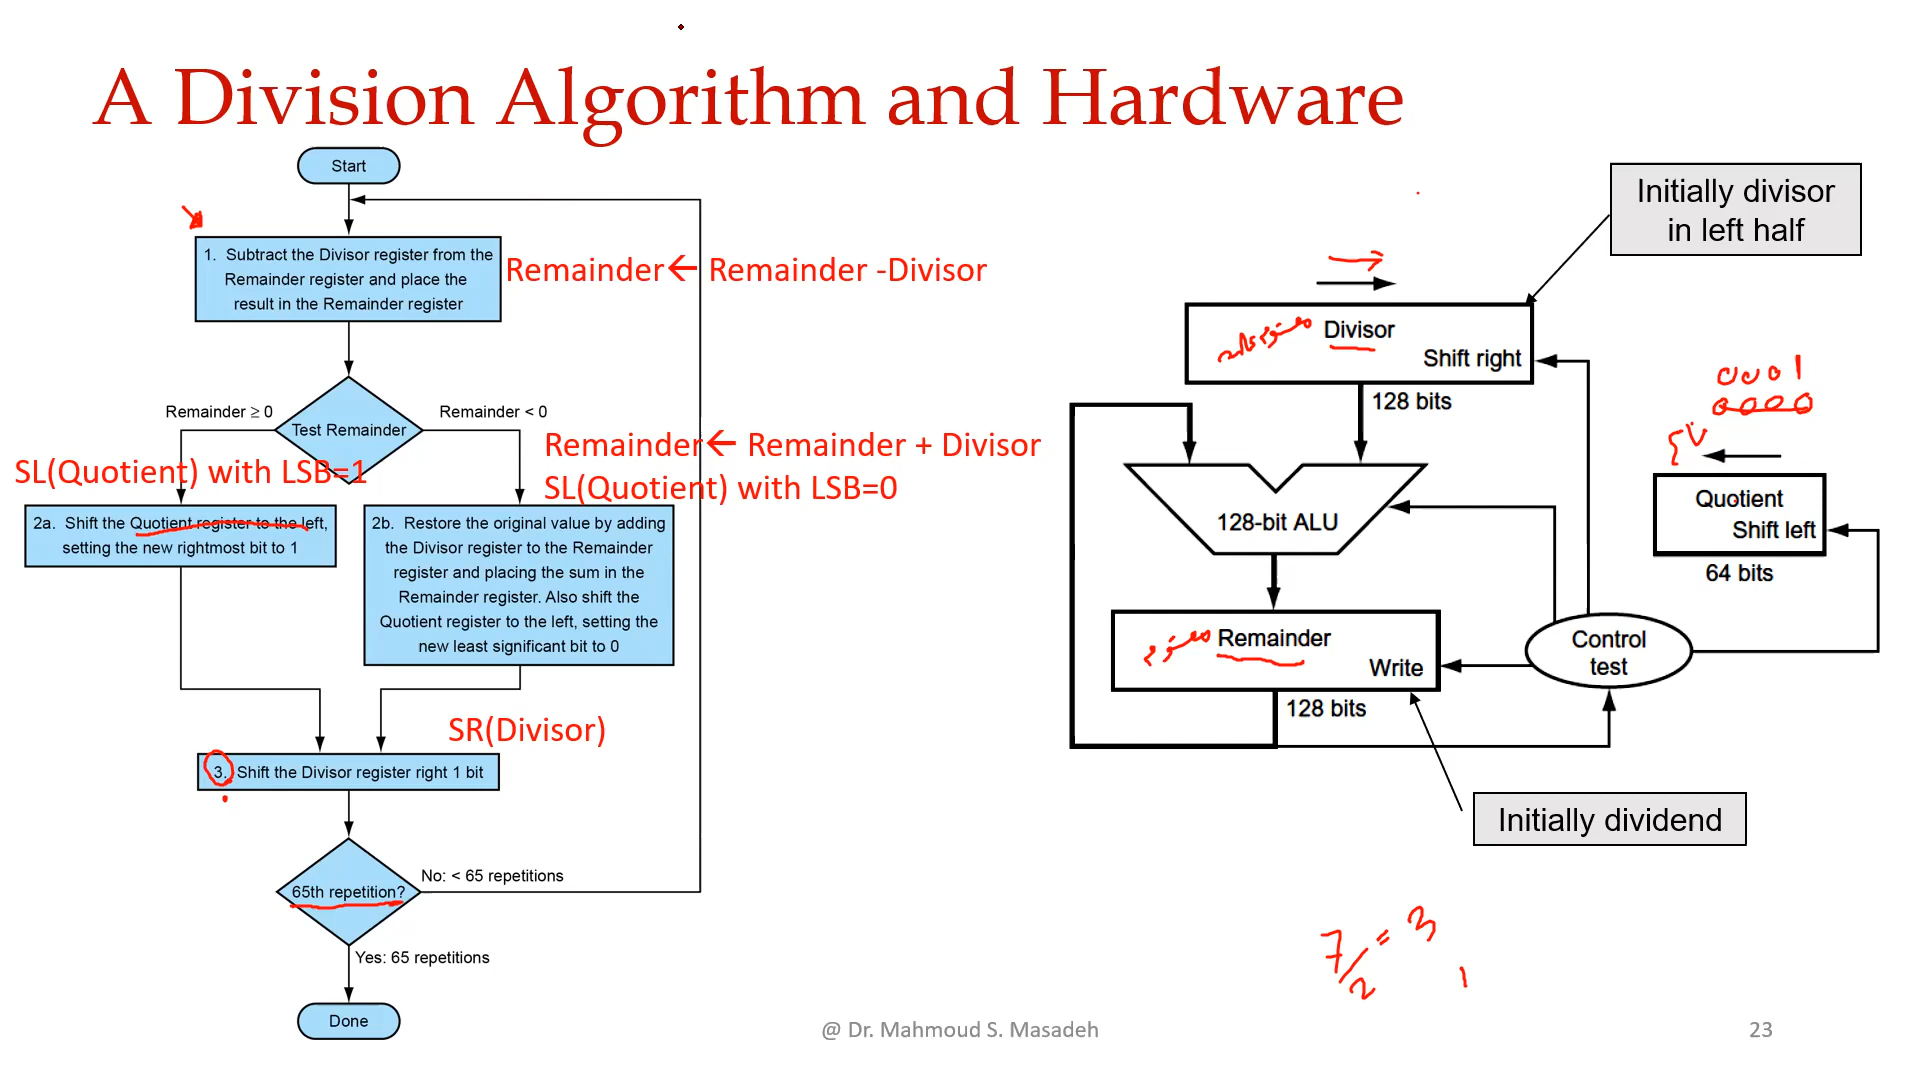 A Division Algorithm and Hardware
Start
1. Subtract the Divisor register from the
Remainder register and place the
result in the Remainder register
Remainder← Remainder -Divisor
Remainder ≥ 0
Test Remainder
Remainder < 0
Remainder← Remainder + Divisor
SL(Quotient) with LSB=0
SL(Quotient) with LSB=1
2a. Shift the Quotient register to the left,
setting the new rightmost bit to 1
2b. Restore the original value by adding
the Divisor register to the Remainder
register and placing the sum in the
Remainder register. Also shift the
Quotient register to the left, setting the
new least significant bit to 0
SR(Divisor)
3. Shift the Divisor register right 1 bit
65th repetition?
No: < 65 repetitions
Yes: 65 repetitions
Done
Initially divisor
in left half
Divisor
Shift right
128 bits
0001
0000
Quotient
Shift left
64 bits
128-bit ALU
Remainder
Write
128 bits
Control
test
Initially dividend
7/2 = 3
1
@ Dr. Mahmoud S. Masadeh
23